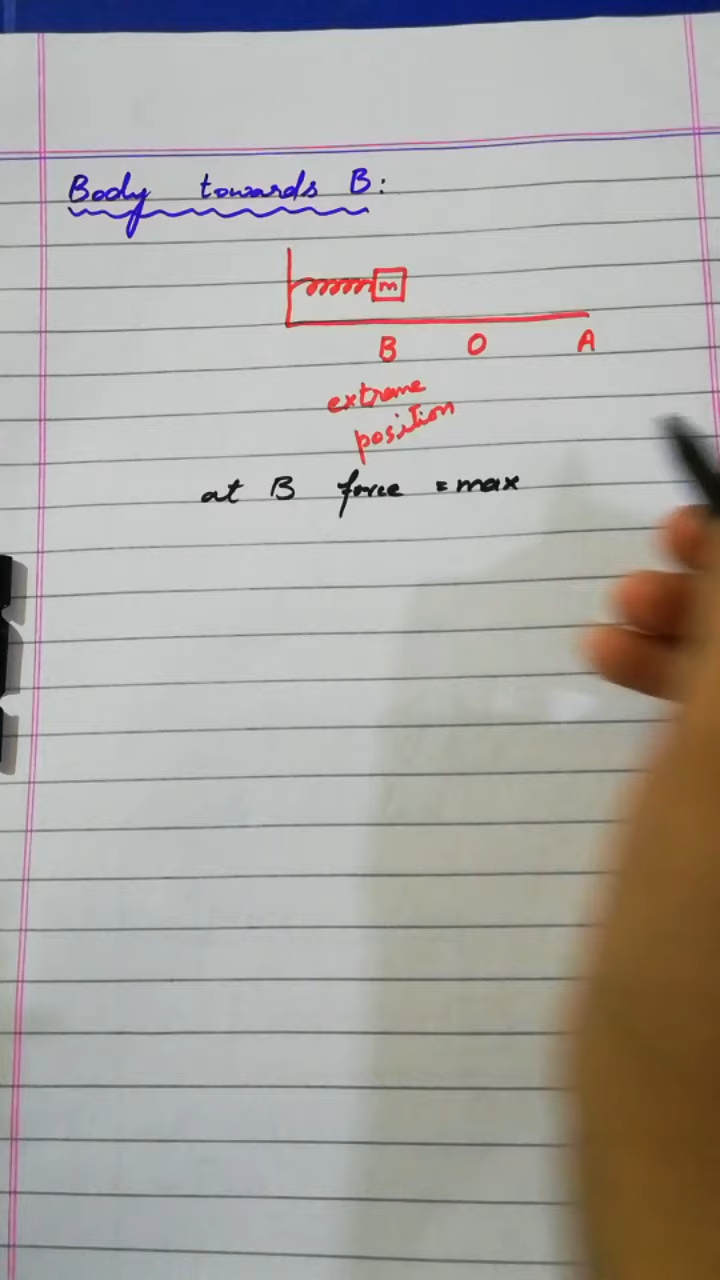 Body towards B:
m
B O A
extreme
position
at B force = max